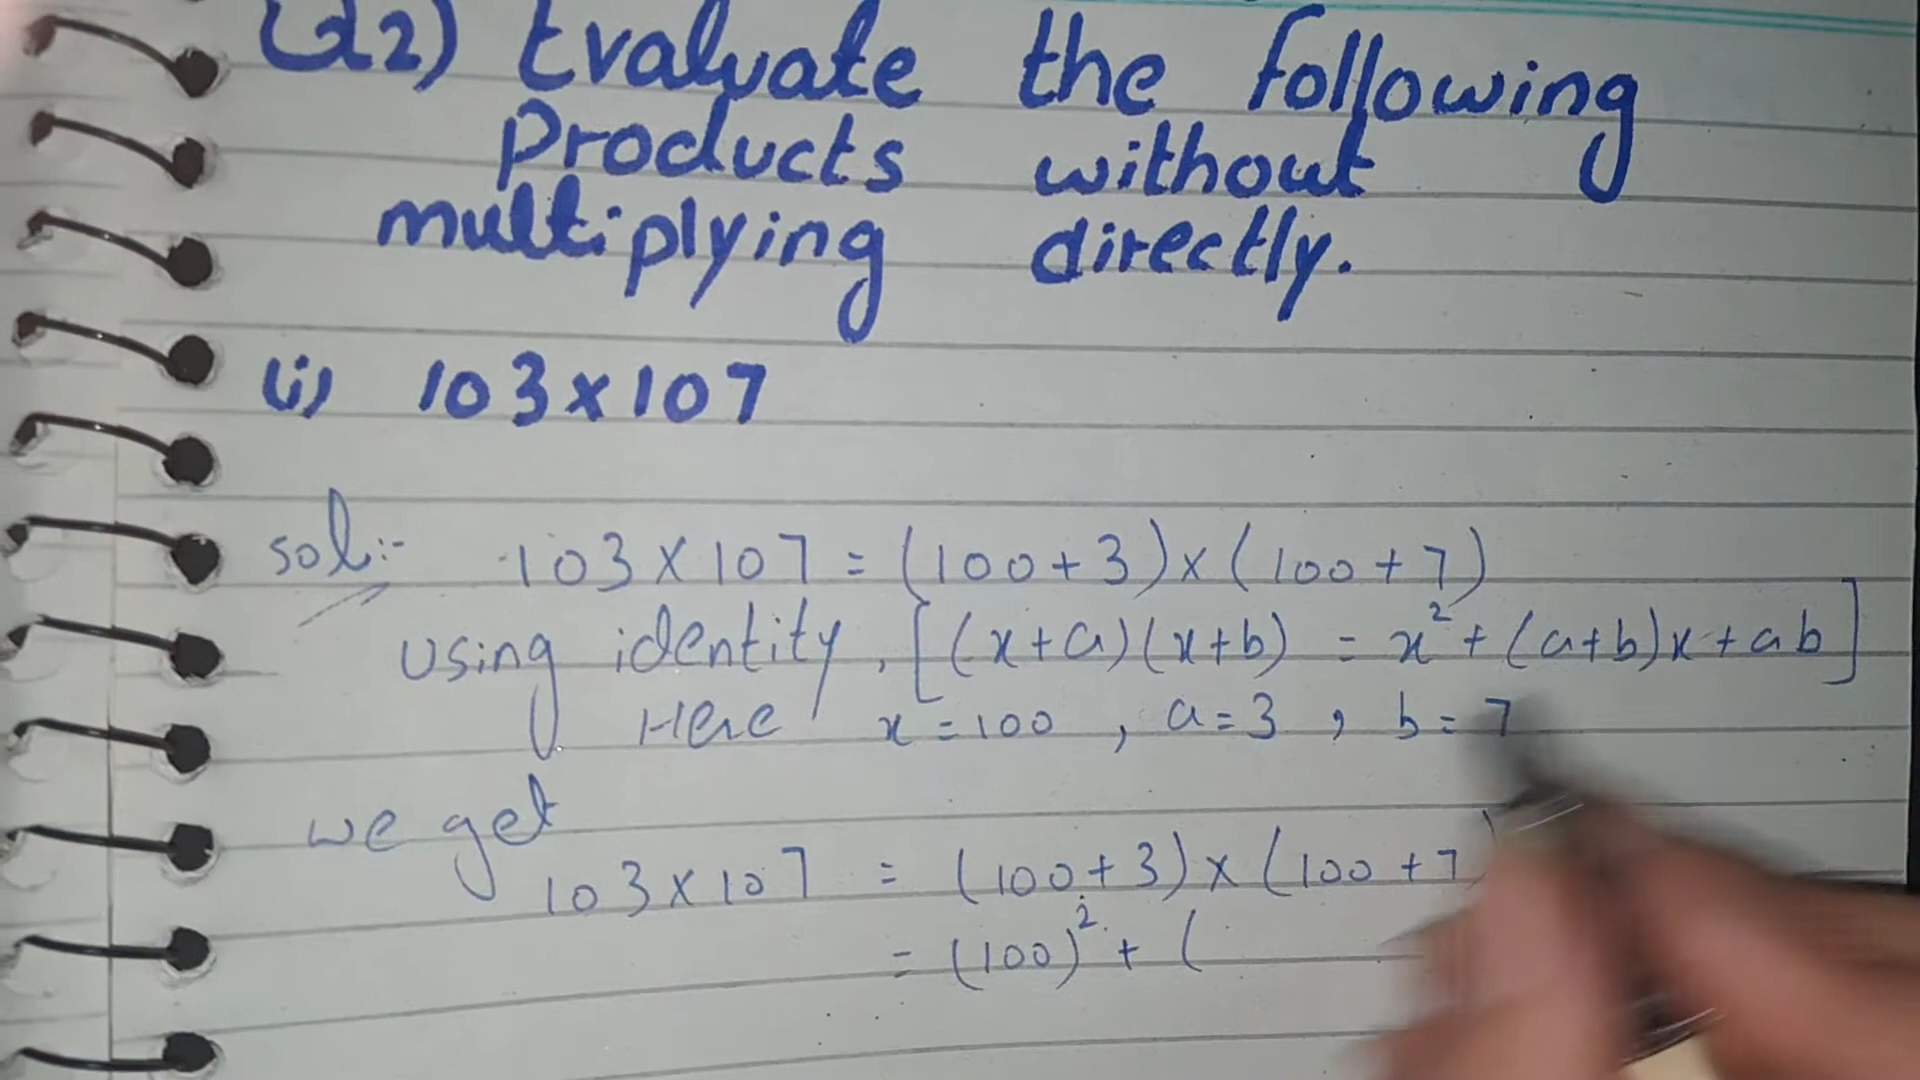 Q2) Evaluate the following
Products without
multiplying directly.
(i) 103×107
sol:- 103×107 = (100+3)×(100+7)
Using identity, [(x+a)(x+b) = x²+(a+b)x+ab]
Here x=100, a=3, b=7
we get
103×107 = (100+3)×(100+7)
= (100)² + (